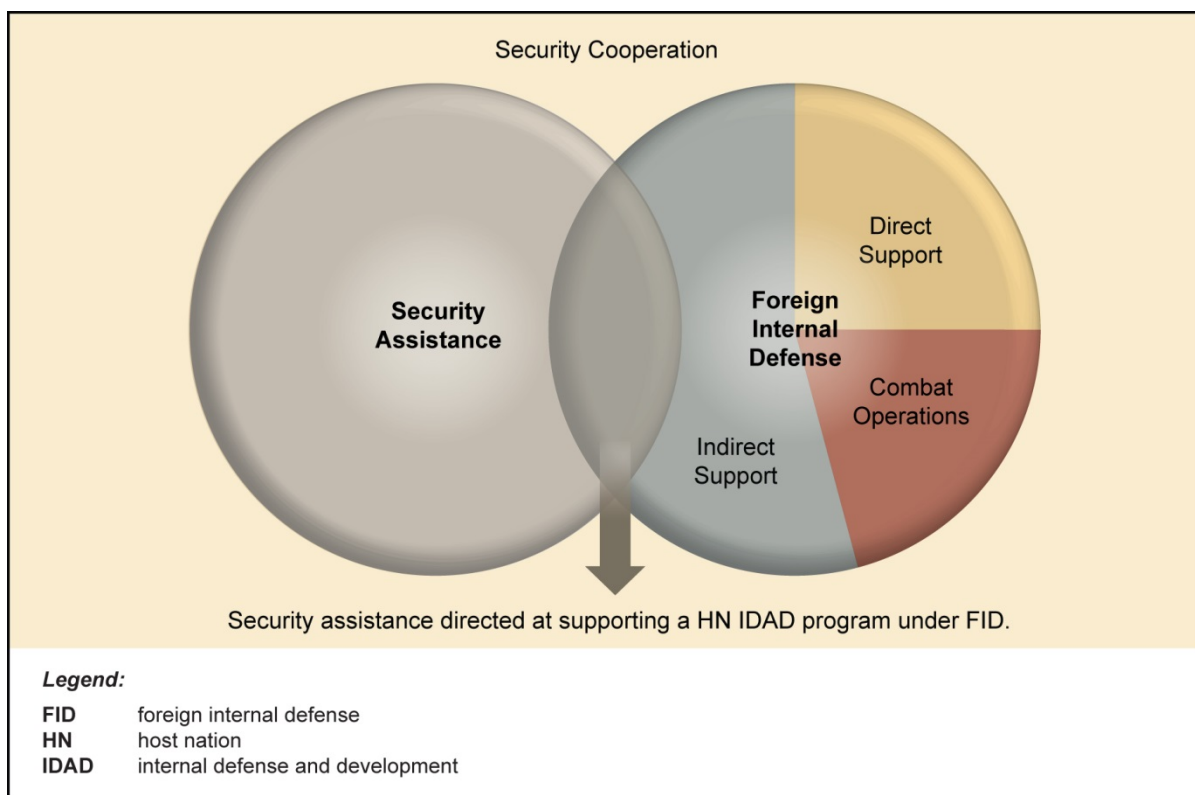 Security Cooperation
Security
Assistance
Foreign
Internal
Defense
Direct
Support
Combat
Operations
Indirect
Support
Security assistance directed at supporting a HN IDAD program under FID.
Legend:
FID foreign internal defense
HN host nation
IDAD internal defense and development